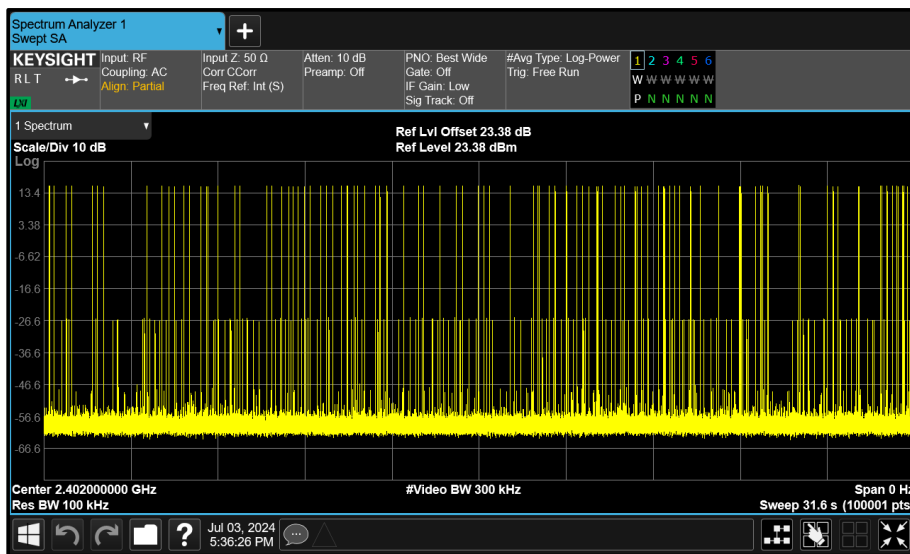 Spectrum Analyzer 1
Swept SA
KEYSIGHT
R L T
LXI
Input: RF
Coupling: AC
Align: Partial
Input Z: 50 Ω
Corr CCorr
Freq Ref: Int (S)
Atten: 10 dB
Preamp: Off
PNO: Best Wide
Gate: Off
IF Gain: Low
Sig Track: Off
#Avg Type: Log-Power
Trig: Free Run
1 2 3 4 5 6
W W W W W W
P N N N N N
1 Spectrum
Scale/Div 10 dB
Ref Lvl Offset 23.38 dB
Ref Level 23.38 dBm
Log
13.4
3.38
-6.62
-16.6
-26.6
-36.6
-46.6
-56.6
-66.6
Center 2.402000000 GHz
#Video BW 300 kHz
Span 0 Hz
Res BW 100 kHz
Sweep 31.6 s (100001 pts
?
Jul 03, 2024
5:36:26 PM